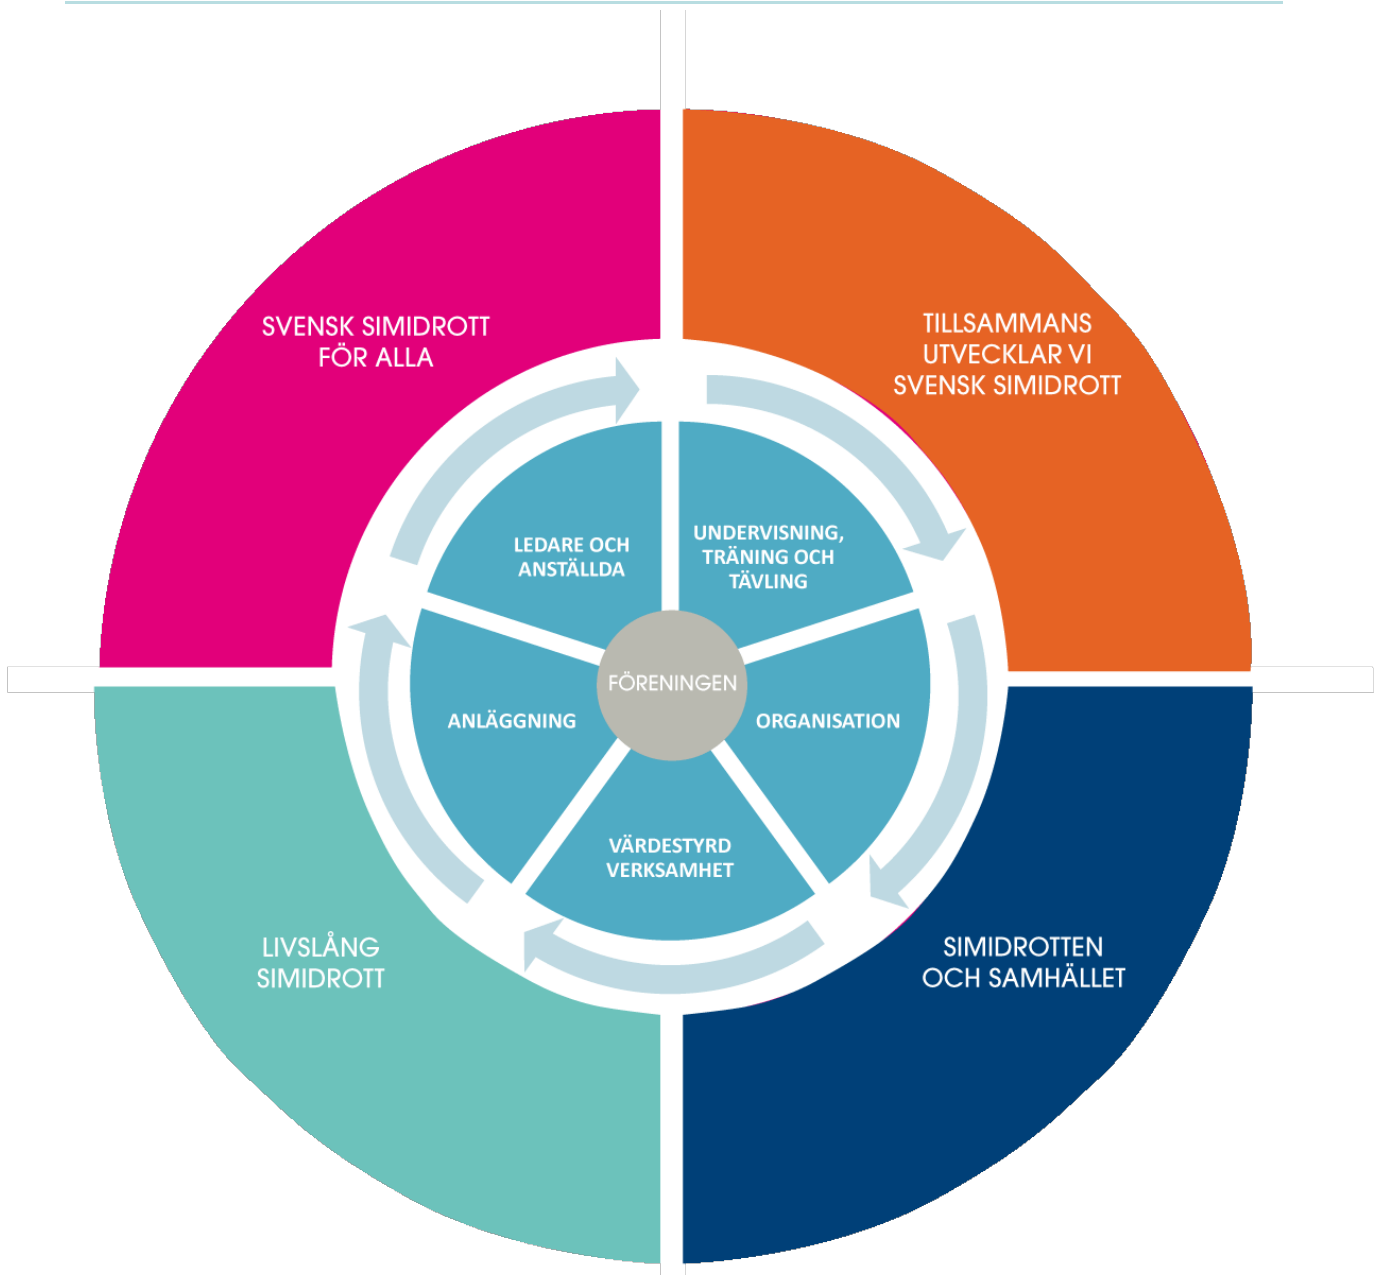 SVENSK SIMIDROTT
FÖR ALLA
TILLSAMMANS
UTVECKLAR VI
SVENSK SIMIDROTT
LEDARE OCH
ANSTÄLLDA
UNDERVISNING,
TRÄNING OCH
TÄVLING
FÖRENINGEN
ANLÄGGNING
ORGANISATION
VÄRDESTYRD
VERKSAMHET
LIVSLÅNG
SIMIDROTT
SIMIDROTTEN
OCH SAMHÄLLET